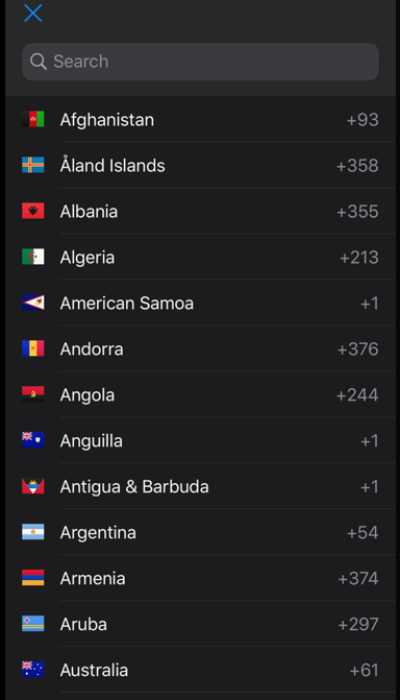 Search
Afghanistan +93
Åland Islands +358
Albania +355
Algeria +213
American Samoa +1
Andorra +376
Angola +244
Anguilla +1
Antigua & Barbuda +1
Argentina +54
Armenia +374
Aruba +297
Australia +61